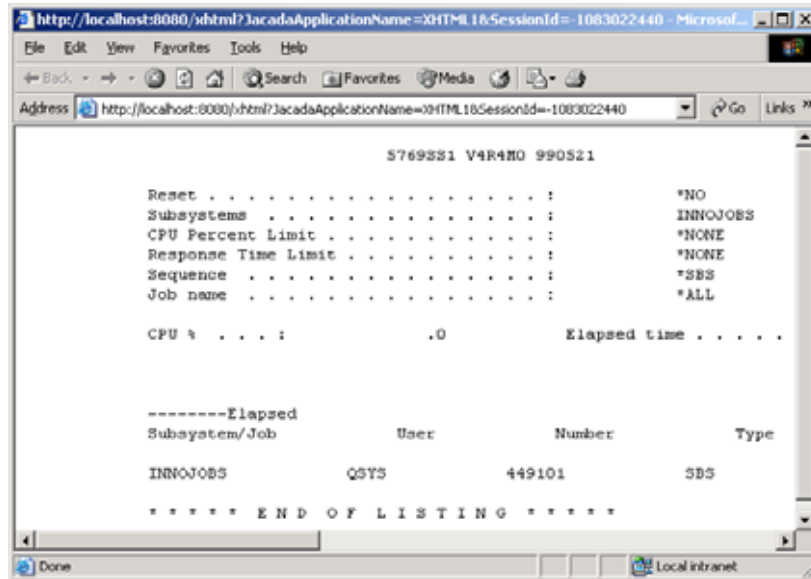 http://localhost:8080/xhtml?JacadaApplicationName=XHTML1&SessionId=-1083022440 - Microsof...
File Edit View Favorites Tools Help
Back Search Favorites Media
Address http://localhost:8080/xhtml?JacadaApplicationName=XHTML1&SessionId=-1083022440 Go Links »
5769SS1 V4R4M0 990521
Reset . . . . . . . . . . . . . . . . . : *NO
Subsystems . . . . . . . . . . . . . . : INNOJOBS
CPU Percent Limit . . . . . . . . . . : *NONE
Response Time Limit . . . . . . . . . : *NONE
Sequence . . . . . . . . . . . . . . . : *SBS
Job name . . . . . . . . . . . . . . . : *ALL
CPU % . . . : .0 Elapsed time . . . . .
--------Elapsed
Subsystem/Job User Number Type
INNOJOBS QSYS 449101 SBS
* * * * * E N D O F L I S T I N G * * * * *
Done Local intranet